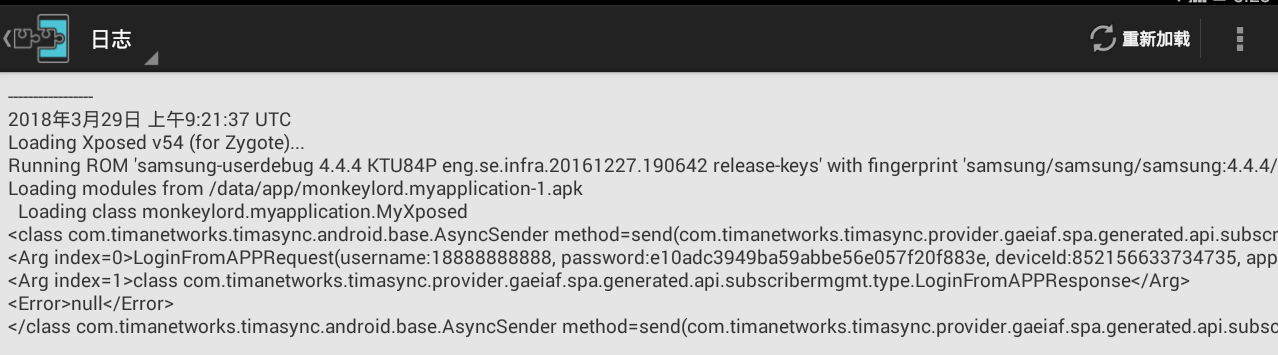 日志
重新加载
-----------------
2018年3月29日 上午9:21:37 UTC
Loading Xposed v54 (for Zygote)...
Running ROM 'samsung-userdebug 4.4.4 KTU84P eng.se.infra.20161227.190642 release-keys' with fingerprint 'samsung/samsung/samsung:4.4.4/
Loading modules from /data/app/monkeylord.myapplication-1.apk
Loading class monkeylord.myapplication.MyXposed
<class com.timanetworks.timasync.android.base.AsyncSender method=send(com.timanetworks.timasync.provider.gaeiaf.spa.generated.api.subscr
<Arg index=0>LoginFromAPPRequest(username:18888888888, password:e10adc3949ba59abbe56e057f20f883e, deviceId:852156633734735, app
<Arg index=1>class com.timanetworks.timasync.provider.gaeiaf.spa.generated.api.subscribermgmt.type.LoginFromAPPResponse</Arg>
<Error>null</Error>
</class com.timanetworks.timasync.android.base.AsyncSender method=send(com.timanetworks.timasync.provider.gaeiaf.spa.generated.api.subsc